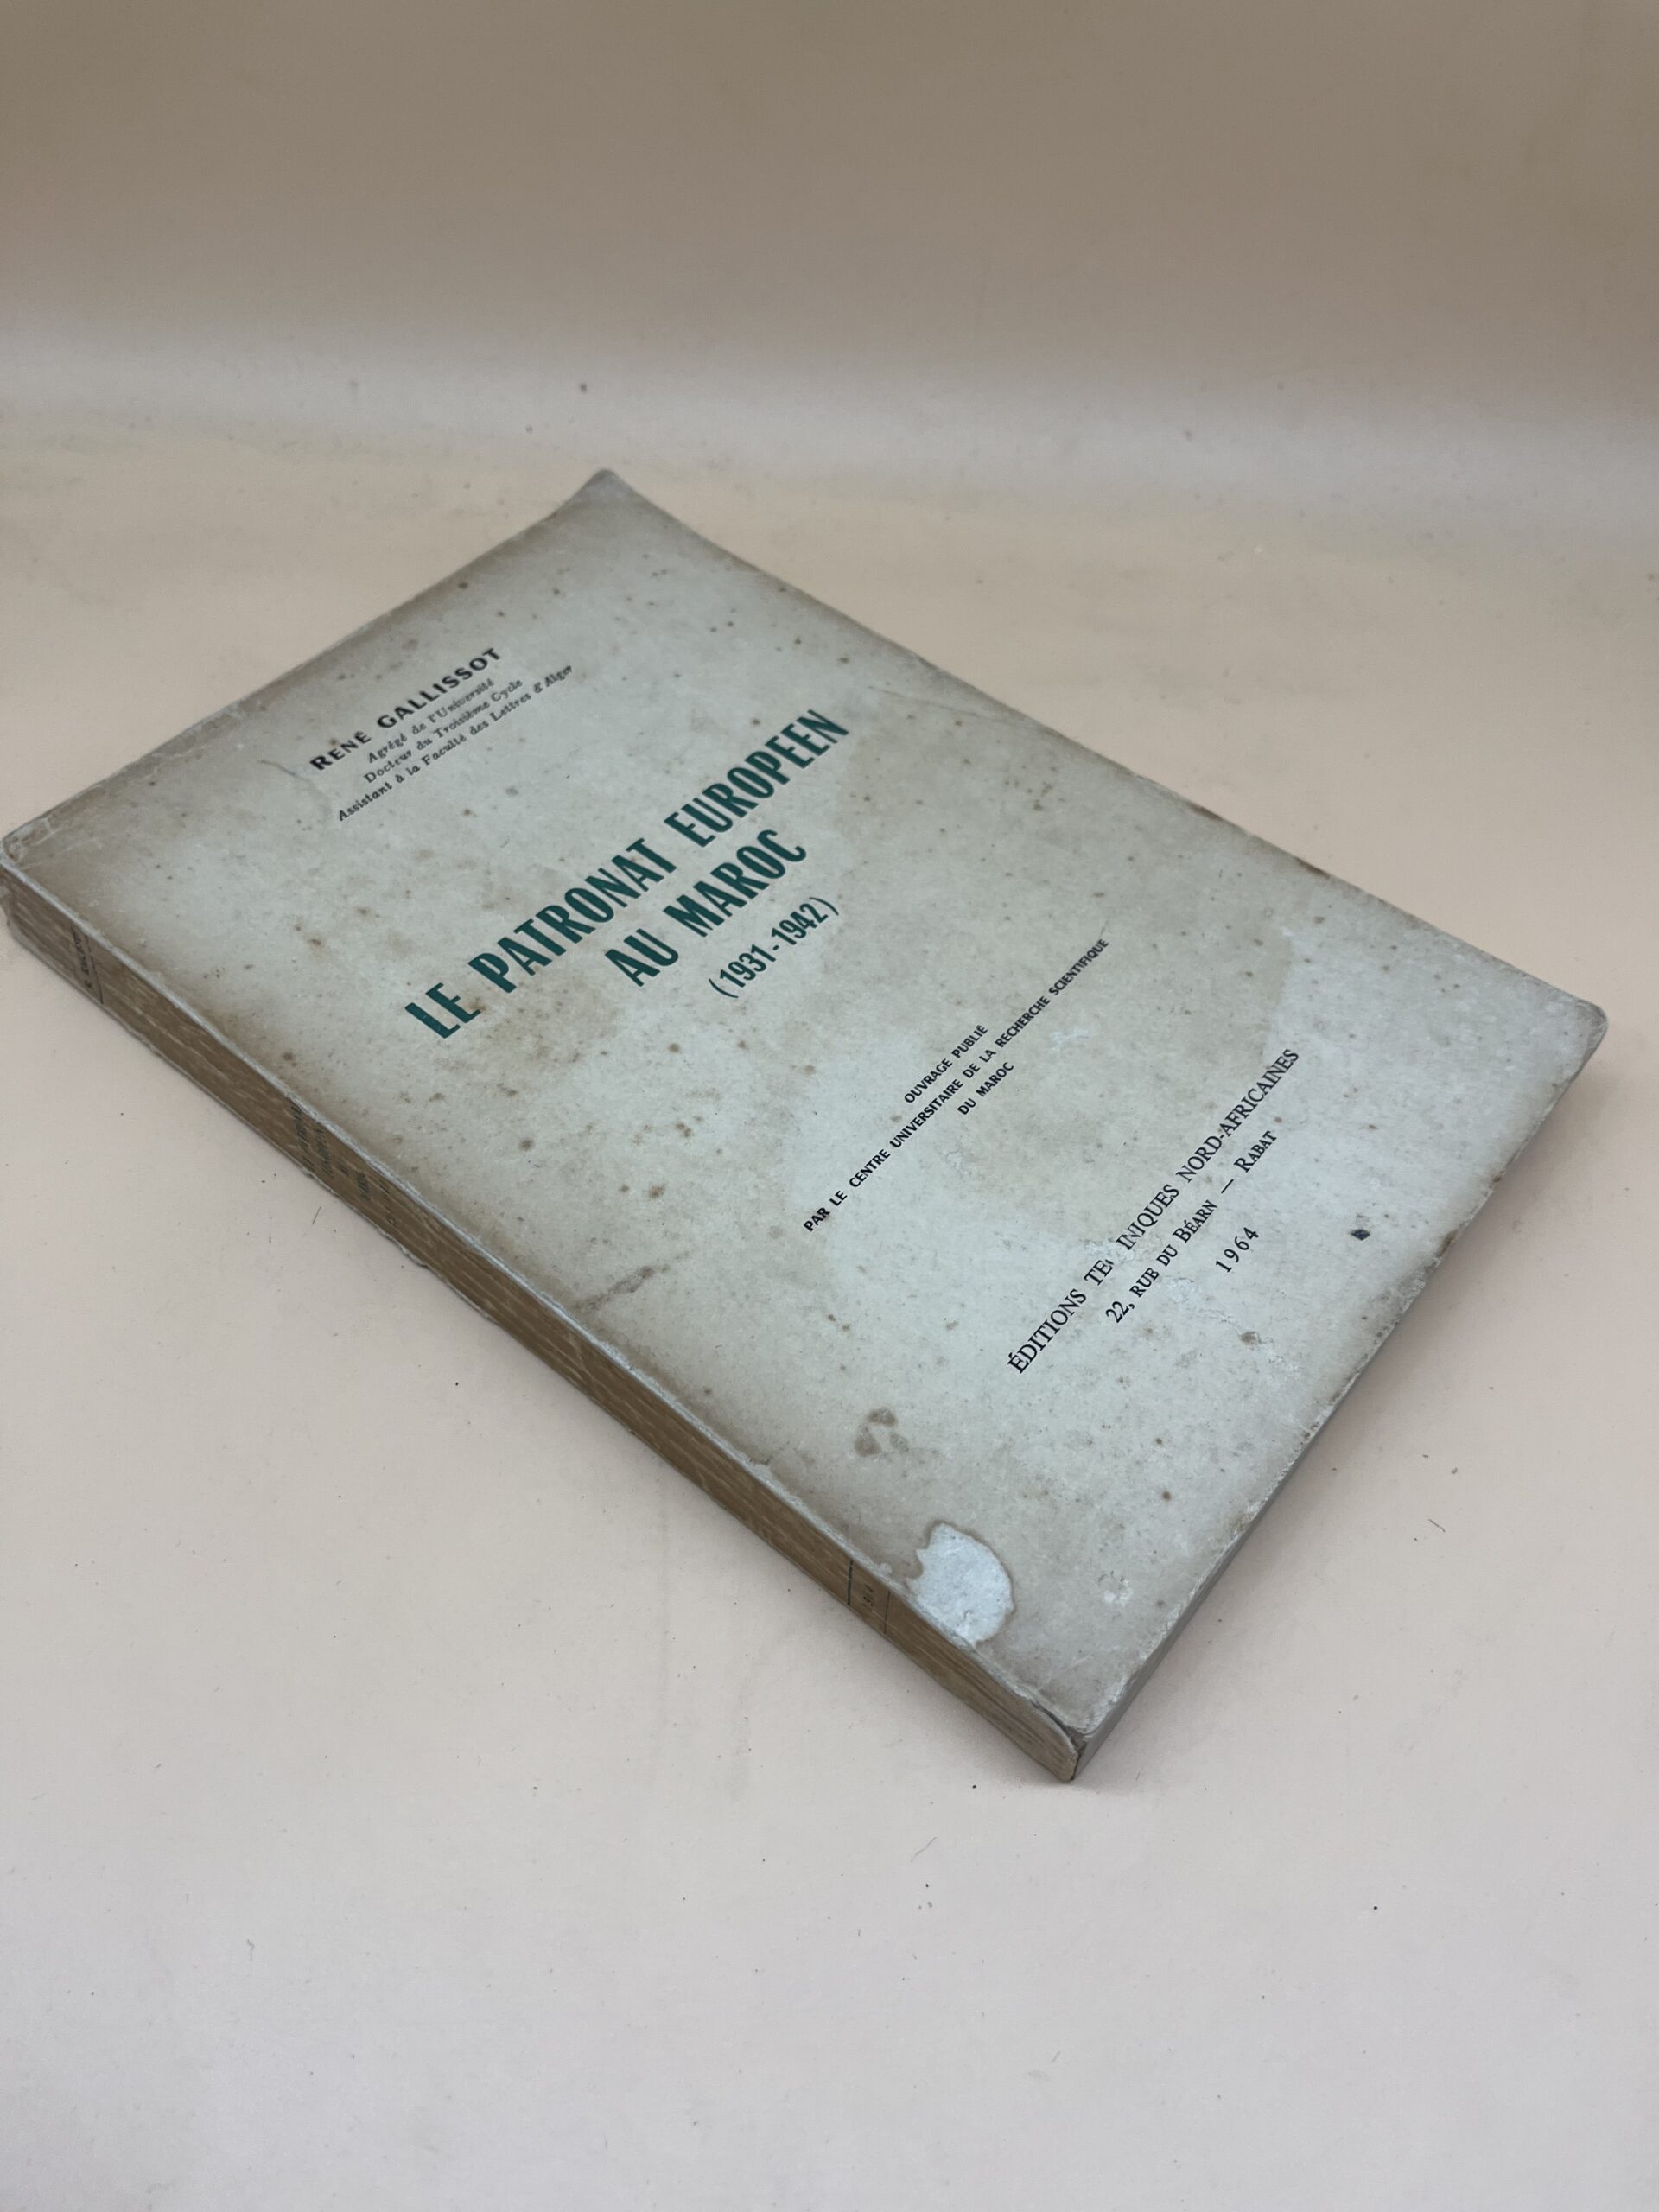 RENÉ GALLISSOT
Agrégé de l'Université
Docteur du Troisième Cycle
Assistant à la Faculté des Lettres d'Alger
LE PATRONAT EUROPEEN
AU MAROC
(1931-1942)
OUVRAGE PUBLIÉ
PAR LE CENTRE UNIVERSITAIRE DE LA RECHERCHE SCIENTIFIQUE
DU MAROC
ÉDITIONS TE INIQUES NORD-AFRICAINES
22, RUE DU BÉARN — RABAT
1964